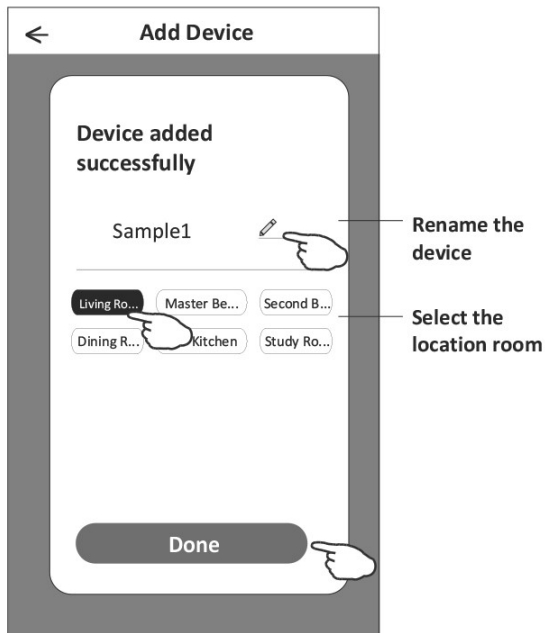 Add Device
Device added
successfully
Sample1
Rename the
device
Living Ro...
Master Be...
Second B...
Select the
location room
Dining R...
Kitchen
Study Ro...
Done